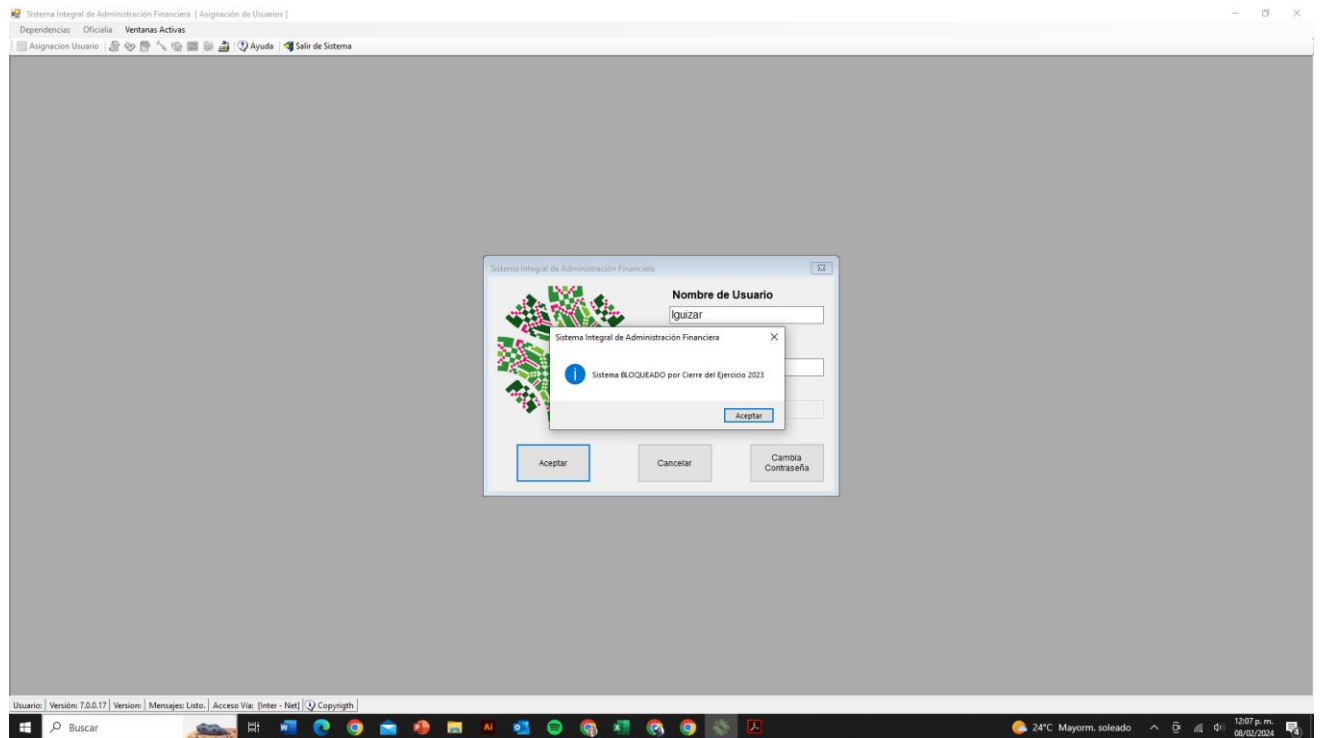 Sistema Integral de Administración Financiera [ Asignación de Usuarios ]
Dependencias Oficialia Ventanas Activas
Asignacion Usuario Ayuda Salir de Sistema
Sistema Integral de Administración Financiera
Nombre de Usuario
lguizar
Sistema Integral de Administración Financiera
Sistema BLOQUEADO por Cierre del Ejercicio 2023
Aceptar
Aceptar Cancelar Cambia
Contraseña
Usuario: Versión: 7.0.0.17 Version: Mensajes: Listo. Acceso Vía: [Inter - Net] Copyrigth
Buscar
24°C Mayorm. soleado
12:07 p. m.
08/02/2024